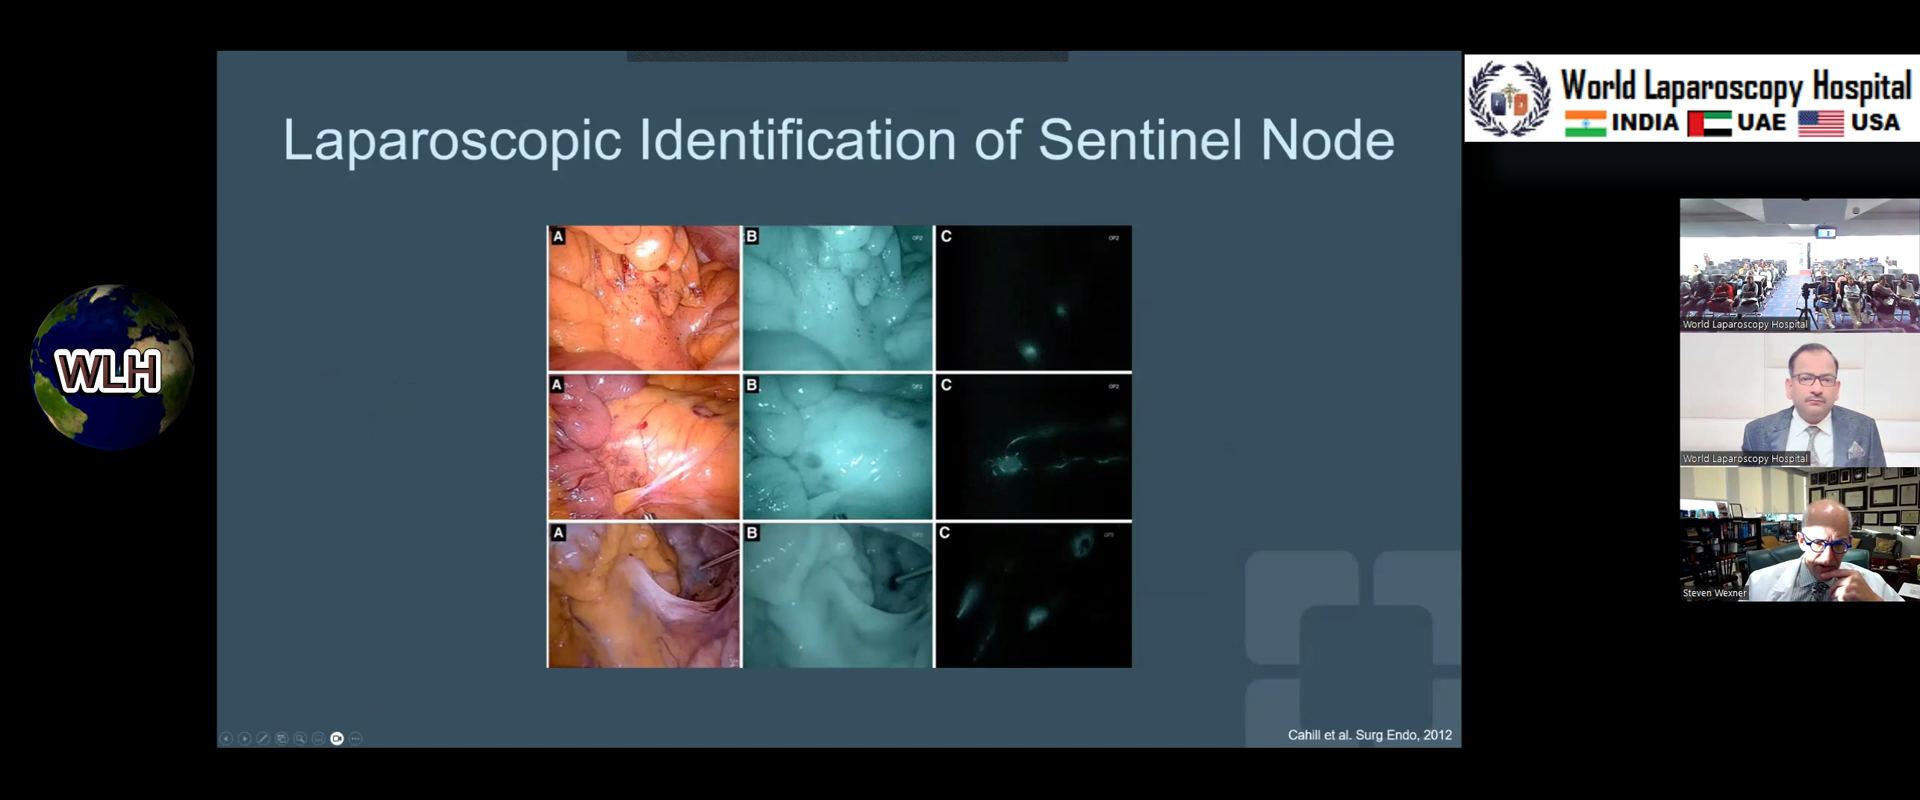 Laparoscopic Identification of Sentinel Node
World Laparoscopy Hospital
INDIA UAE USA
WLH
A B C
A B C
A B C
World Laparoscopy Hospital
World Laparoscopy Hospital
Steven Wexner
Cahill et al. Surg Endo, 2012